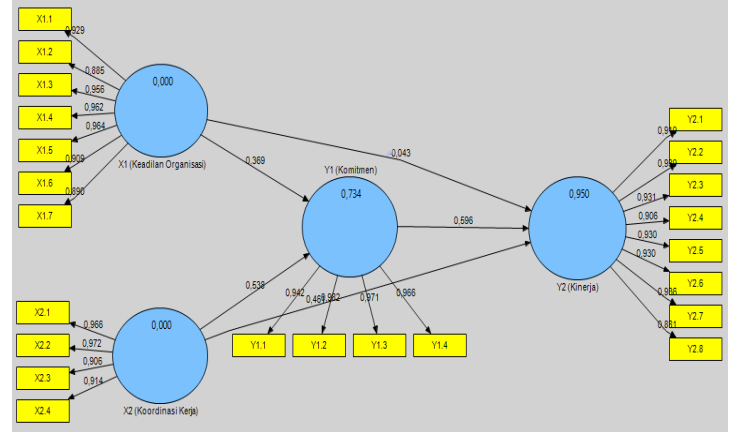 X1.1
0,929
X1.2
0,885
X1.3
0,956
X1.4
0,962
X1.5
0,964
X1.6
0,909
X1.7
0,890
0,000
X1 (Keadilan Organisasi)
0,369
0,043
Y1 (Komitmen)
0,734
0,596
0,950
Y2 (Kinerja)
Y2.1
Y2.2
Y2.3
0,931
Y2.4
0,906
Y2.5
0,930
Y2.6
0,930
Y2.7
Y2.8
0,881
X2.1
0,966
X2.2
0,972
X2.3
0,906
X2.4
0,914
0,000
X2 (Koordinasi Kerja)
0,538
0,942
0,971
0,966
Y1.1
Y1.2
Y1.3
Y1.4